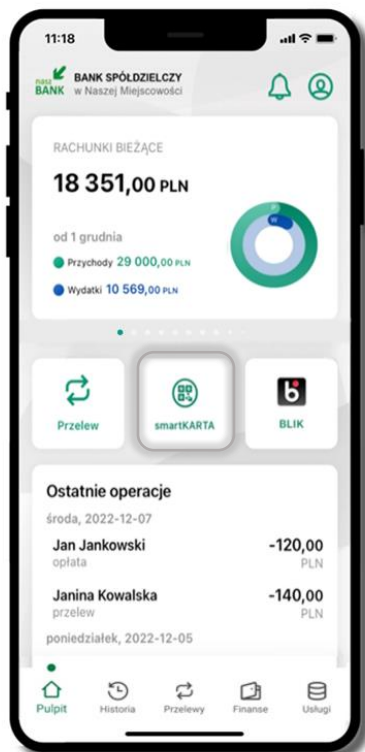 11:18
nasz
BANK
BANK SPÓŁDZIELCZY
w Naszej Miejscowości
RACHUNKI BIEŻĄCE
18 351,00 PLN
od 1 grudnia
Przychody 29 000,00 PLN
Wydatki 10 569,00 PLN
P
W
Przelew
smartKARTA
BLIK
Ostatnie operacje
środa, 2022-12-07
Jan Jankowski -120,00
opłata PLN
Janina Kowalska -140,00
przelew PLN
poniedziałek, 2022-12-05
Pulpit Historia Przelewy Finanse Usługi